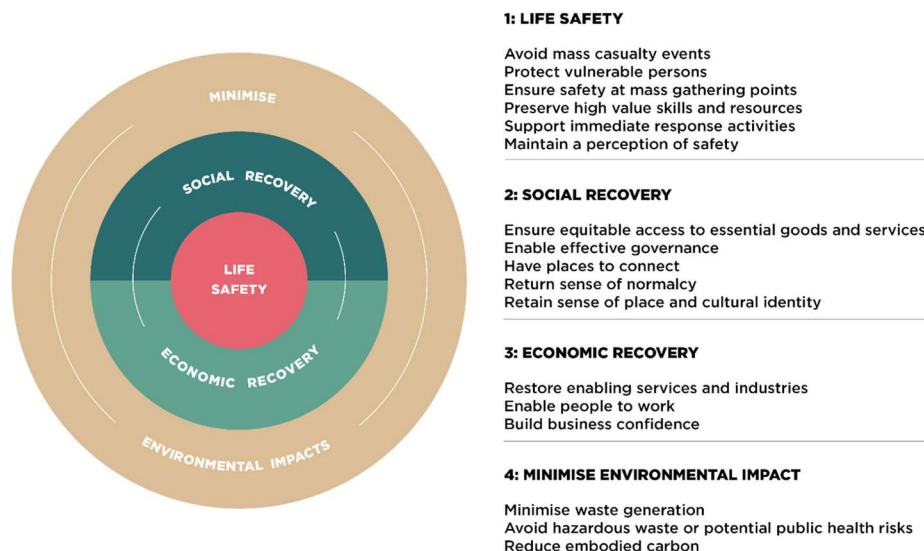 MINIMISE
SOCIAL RECOVERY
LIFE
SAFETY
ECONOMIC RECOVERY
ENVIRONMENTAL IMPACTS
1: LIFE SAFETY
Avoid mass casualty events
Protect vulnerable persons
Ensure safety at mass gathering points
Preserve high value skills and resources
Support immediate response activities
Maintain a perception of safety
2: SOCIAL RECOVERY
Ensure equitable access to essential goods and services
Enable effective governance
Have places to connect
Return sense of normalcy
Retain sense of place and cultural identity
3: ECONOMIC RECOVERY
Restore enabling services and industries
Enable people to work
Build business confidence
4: MINIMISE ENVIRONMENTAL IMPACT
Minimise waste generation
Avoid hazardous waste or potential public health risks
Reduce embodied carbon